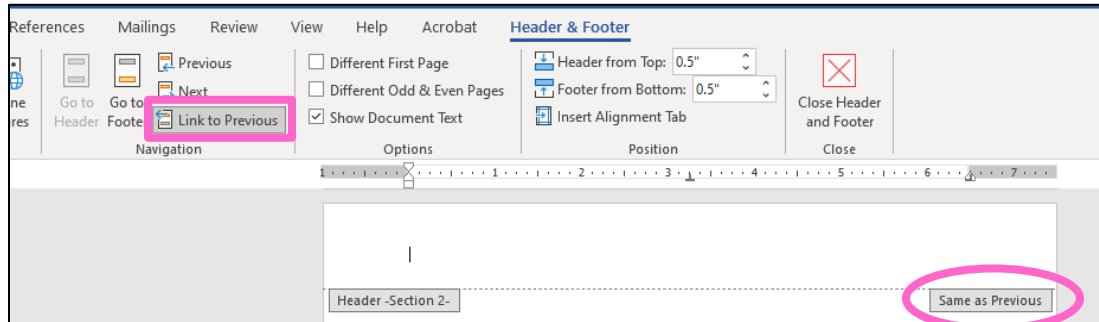 References Mailings Review View Help Acrobat Header & Footer
Previous Different First Page Header from Top: 0.5"
Next Different Odd & Even Pages Footer from Bottom: 0.5"
Go to Header Go to Foote Link to Previous Show Document Text Insert Alignment Tab Close Header and Footer
Navigation Options Position Close
1 1 2 3 4 5 6 7
Header -Section 2- Same as Previous